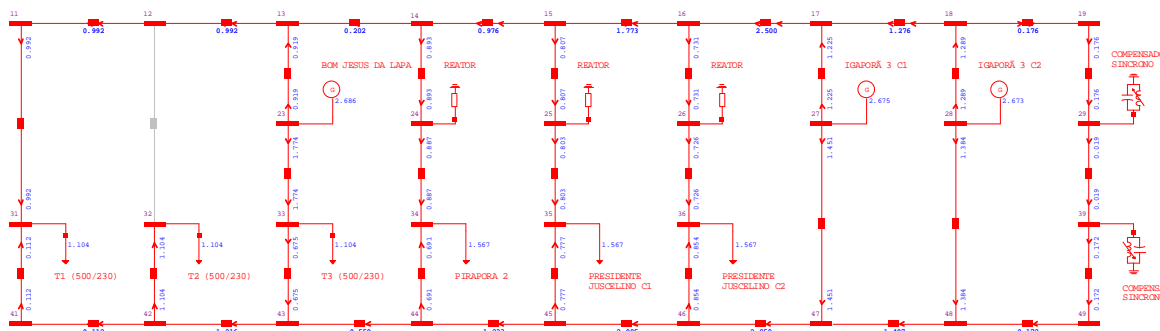 11 12 13 14 15 16 17 18 19
0.992 0.992 0.202 0.976 1.773 2.500 1.276 0.176
0.992 0.919 0.893 0.807 0.731 1.225 1.289 0.176
COMPENSADO
SINCRONO
BOM JESUS DA LAPA REATOR REATOR REATOR IGAPORÃ 3 C1 IGAPORÃ 3 C2
G G G
2.686 2.675 2.673
0.919 0.893 0.807 0.731 1.225 1.289 0.176
23 24 25 26 27 28 29
1.774 0.887 0.803 0.726 1.451 1.384 0.019
0.992 1.774 0.887 0.803 0.726 0.019
31 32 33 34 35 36 39
0.112 1.104 1.104 1.104 0.675 1.104 0.691 1.567 0.777 1.567 0.854 1.567 0.172
T1 (500/230) T2 (500/230) T3 (500/230) PIRAPORA 2 PRESIDENTE
JUSCELINO C1
PRESIDENTE
JUSCELINO C2
COMPENS
SINCRON
0.112 1.104 0.675 0.691 0.777 0.854 1.451 1.384 0.172
41 42 43 44 45 46 47 48 49